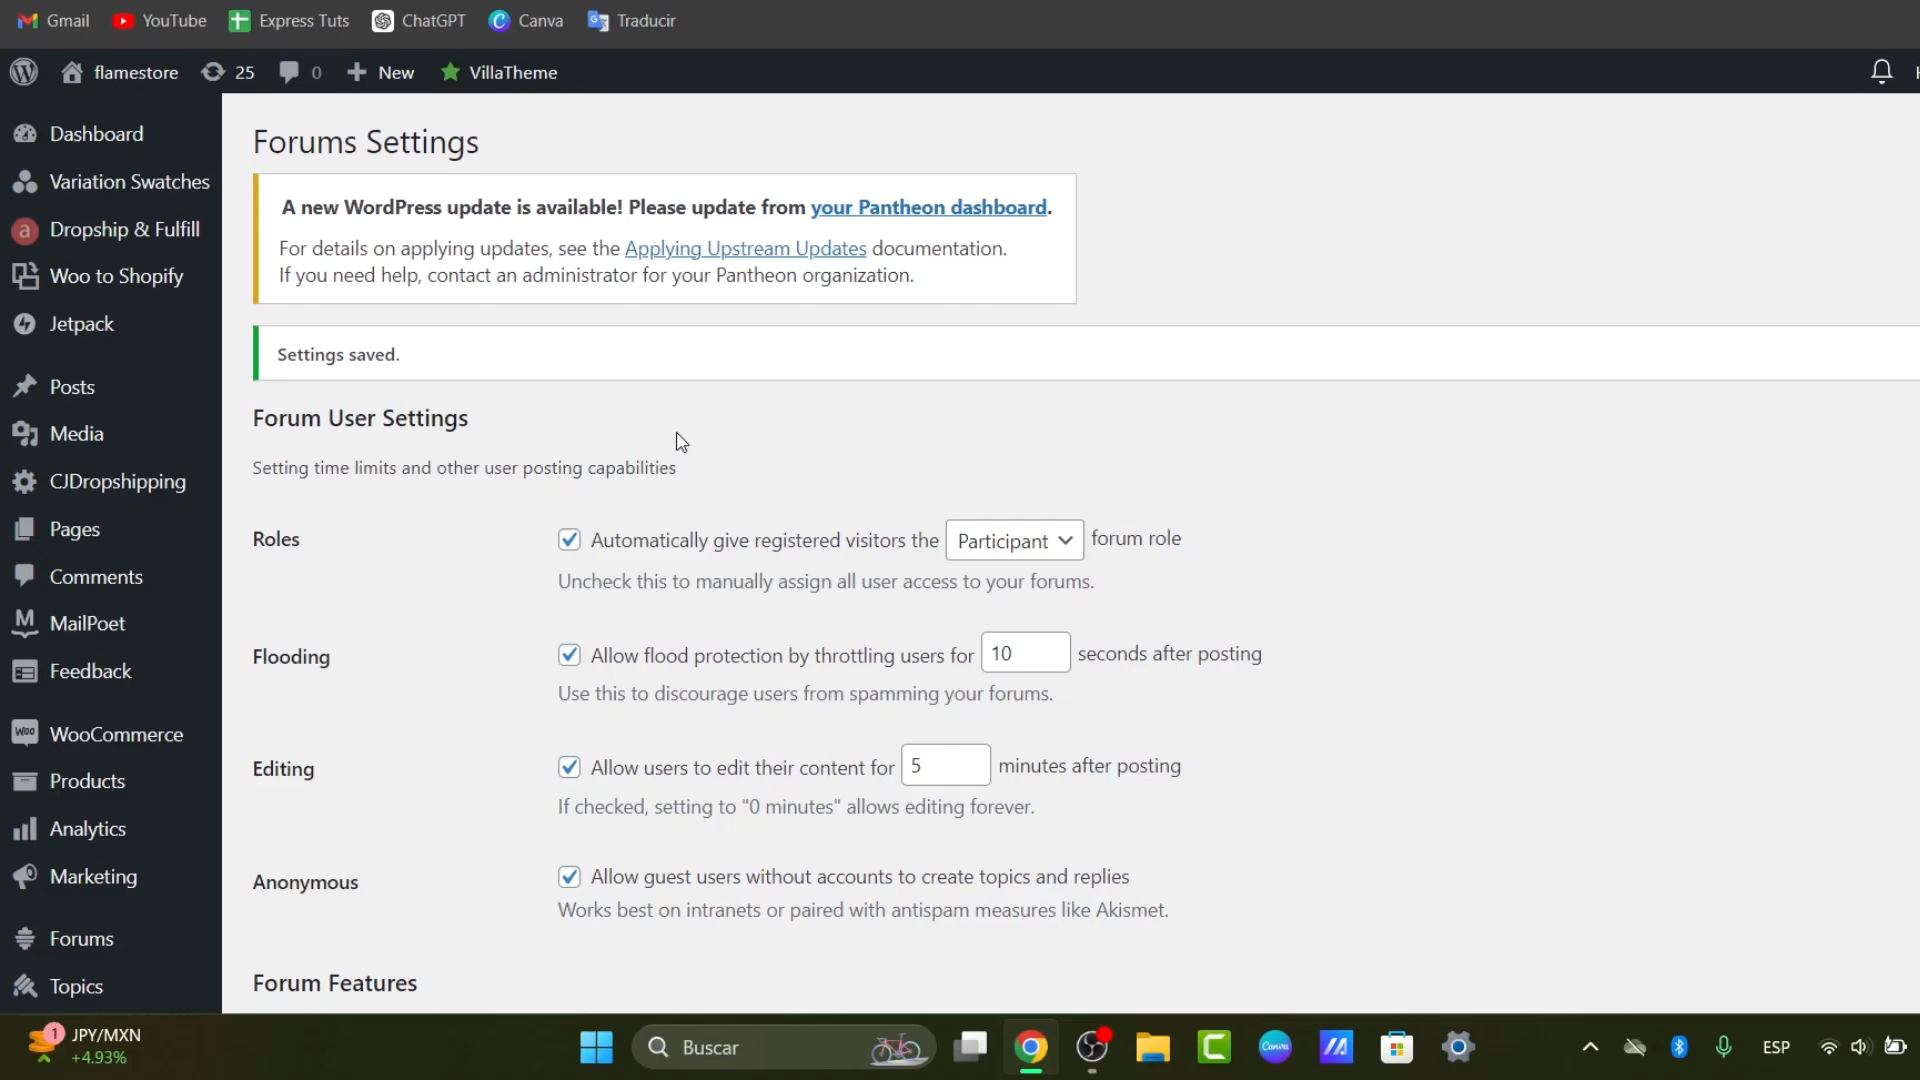 Gmail YouTube Express Tuts ChatGPT Canva Traducir
flamestore 25 0 New VillaTheme
Dashboard
Variation Swatches
Dropship & Fulfill
Woo to Shopify
Jetpack
Posts
Media
CJDropshipping
Pages
Comments
MailPoet
Feedback
WooCommerce
Products
Analytics
Marketing
Forums
Topics
Forums Settings
A new WordPress update is available! Please update from your Pantheon dashboard.
For details on applying updates, see the Applying Upstream Updates documentation.
If you need help, contact an administrator for your Pantheon organization.
Settings saved.
Forum User Settings
Setting time limits and other user posting capabilities
Roles Automatically give registered visitors the Participant forum role
Uncheck this to manually assign all user access to your forums.
Flooding Allow flood protection by throttling users for 10 seconds after posting
Use this to discourage users from spamming your forums.
Editing Allow users to edit their content for 5 minutes after posting
If checked, setting to "0 minutes" allows editing forever.
Anonymous Allow guest users without accounts to create topics and replies
Works best on intranets or paired with antispam measures like Akismet.
Forum Features
1 JPY/MXN
+4.93%
Buscar
Canva
ESP